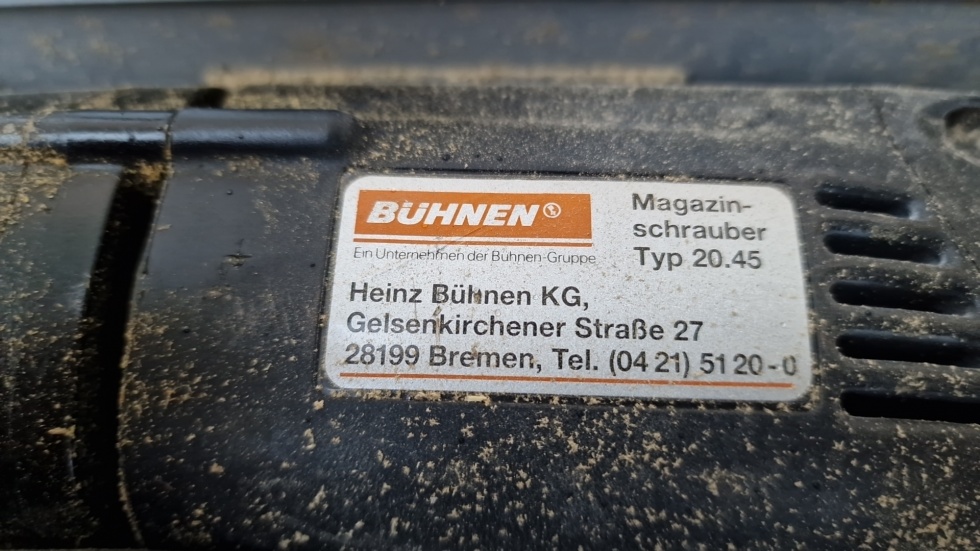 BÜHNEN
Ein Unternehmen der Bühnen-Gruppe
Magazin-
schrauber
Typ 20.45
Heinz Bühnen KG,
Gelsenkirchener Straße 27
28199 Bremen, Tel. (04 21) 51 20-0